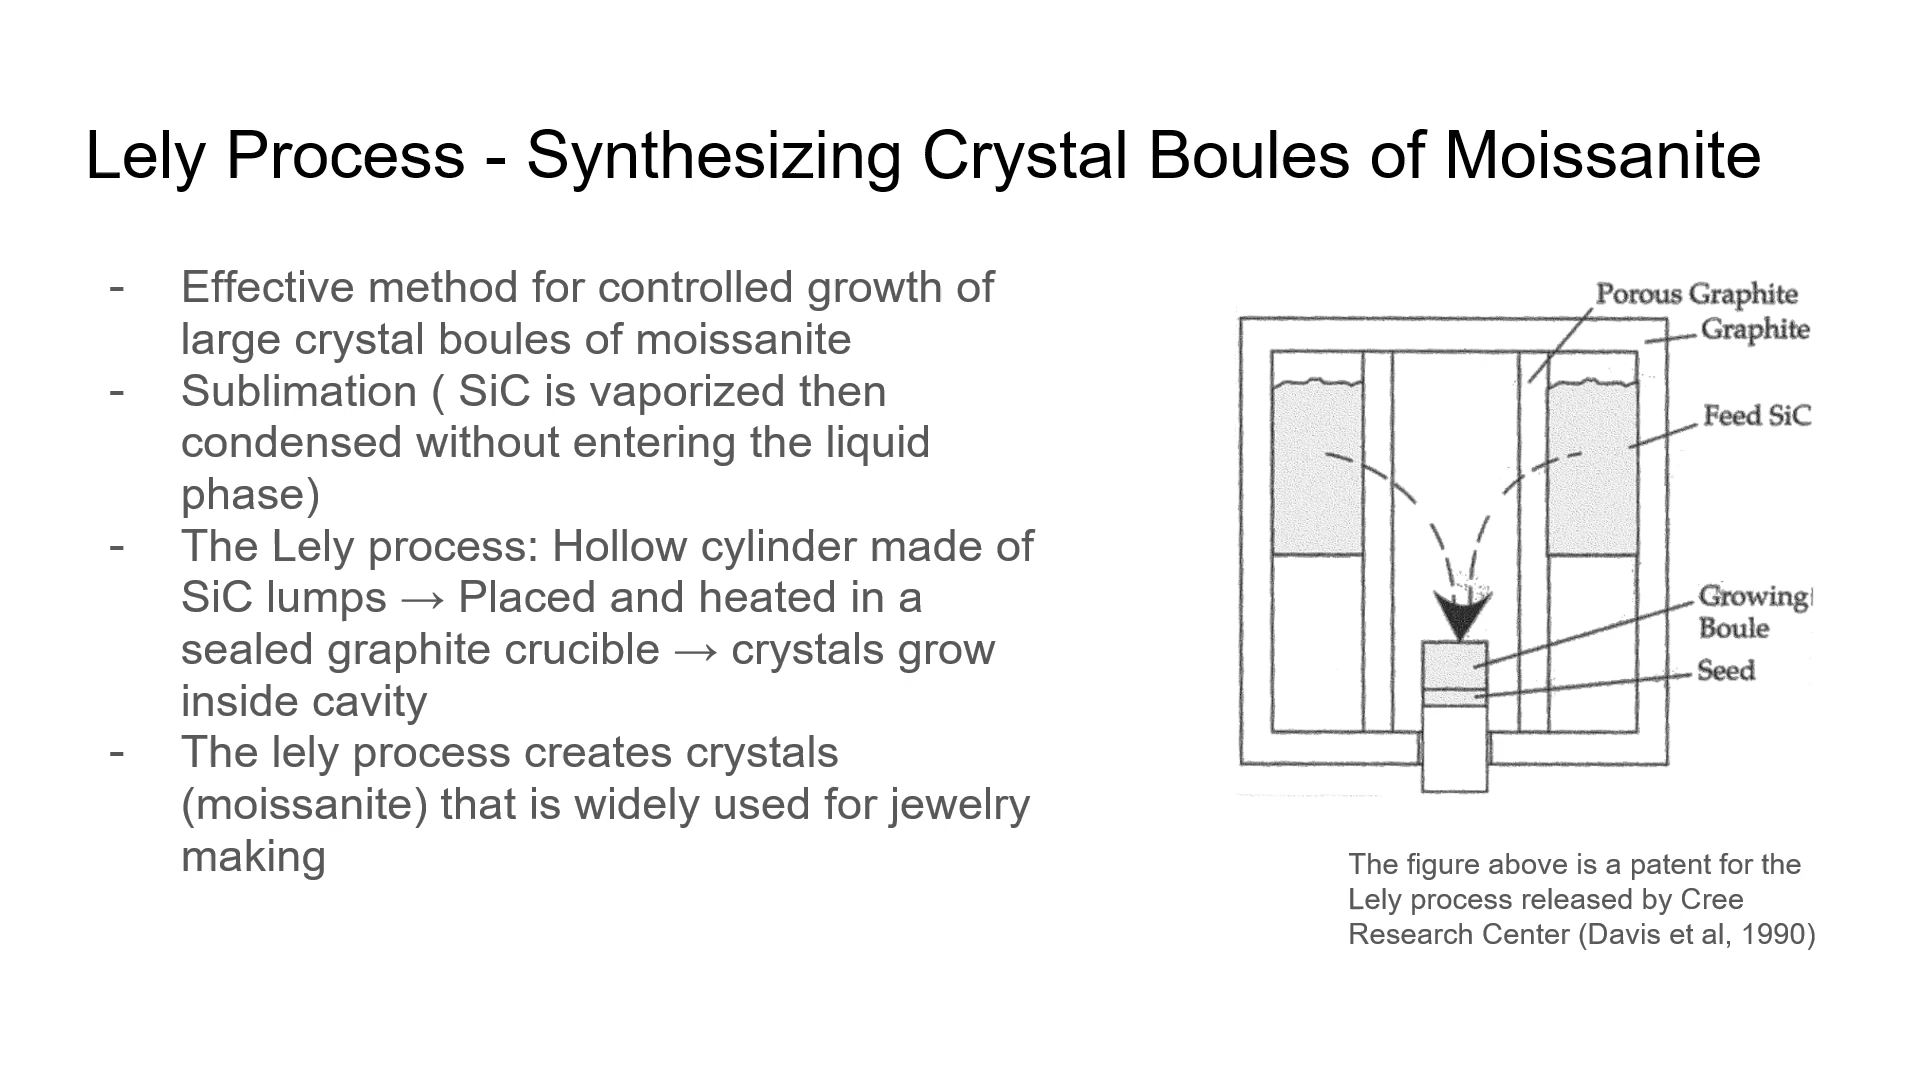 Lely Process - Synthesizing Crystal Boules of Moissanite
- Effective method for controlled growth of
large crystal boules of moissanite
- Sublimation ( SiC is vaporized then
condensed without entering the liquid
phase)
- The Lely process: Hollow cylinder made of
SiC lumps → Placed and heated in a
sealed graphite crucible → crystals grow
inside cavity
- The lely process creates crystals
(moissanite) that is widely used for jewelry
making
Porous Graphite
Graphite
Feed SiC
Growing
Boule
Seed
The figure above is a patent for the
Lely process released by Cree
Research Center (Davis et al, 1990)